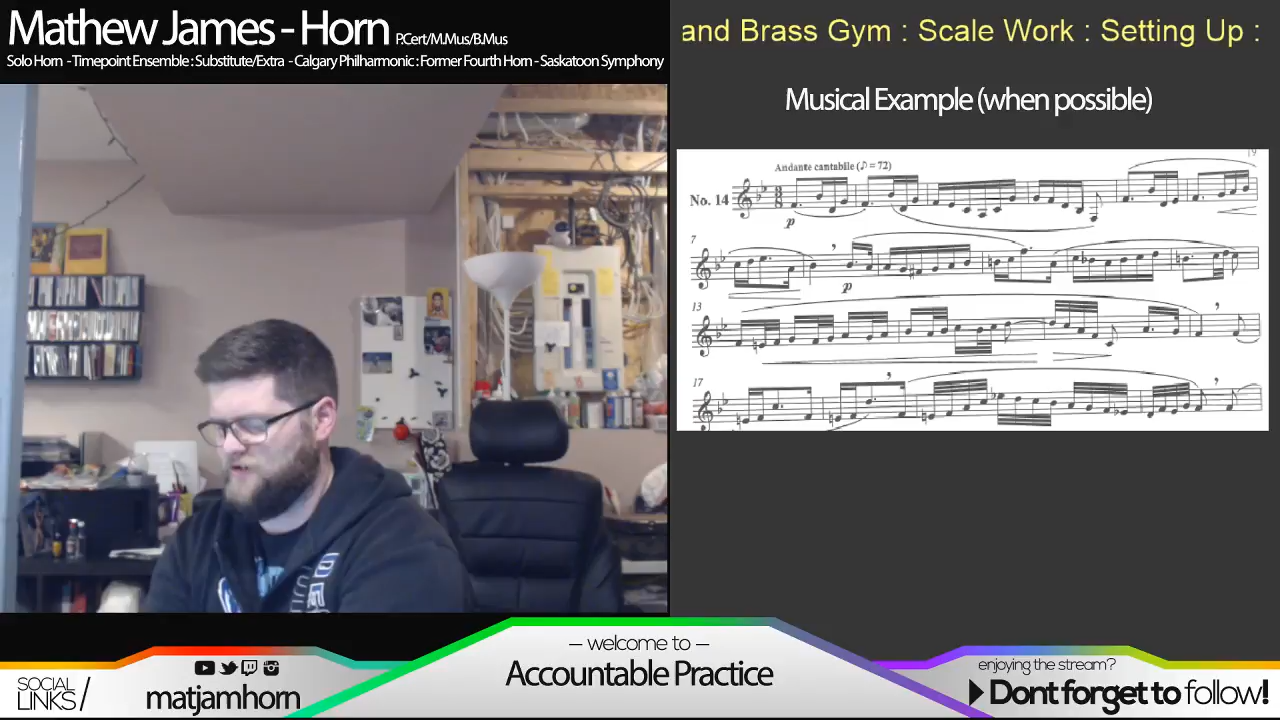 Mathew James - Horn P.Cert/M.Mus/B.Mus
Solo Horn - Timepoint Ensemble : Substitute/Extra - Calgary Philharmonic : Former Fourth Horn - Saskatoon Symphony
and Brass Gym : Scale Work : Setting Up :
Musical Example (when possible)
19
Andante cantabile (♪ = 72)
No. 14
p
7
p
13
17
SOCIAL
LINKS /
matjamhorn
– welcome to –
Accountable Practice
enjoying the stream?
Dont forget to follow!